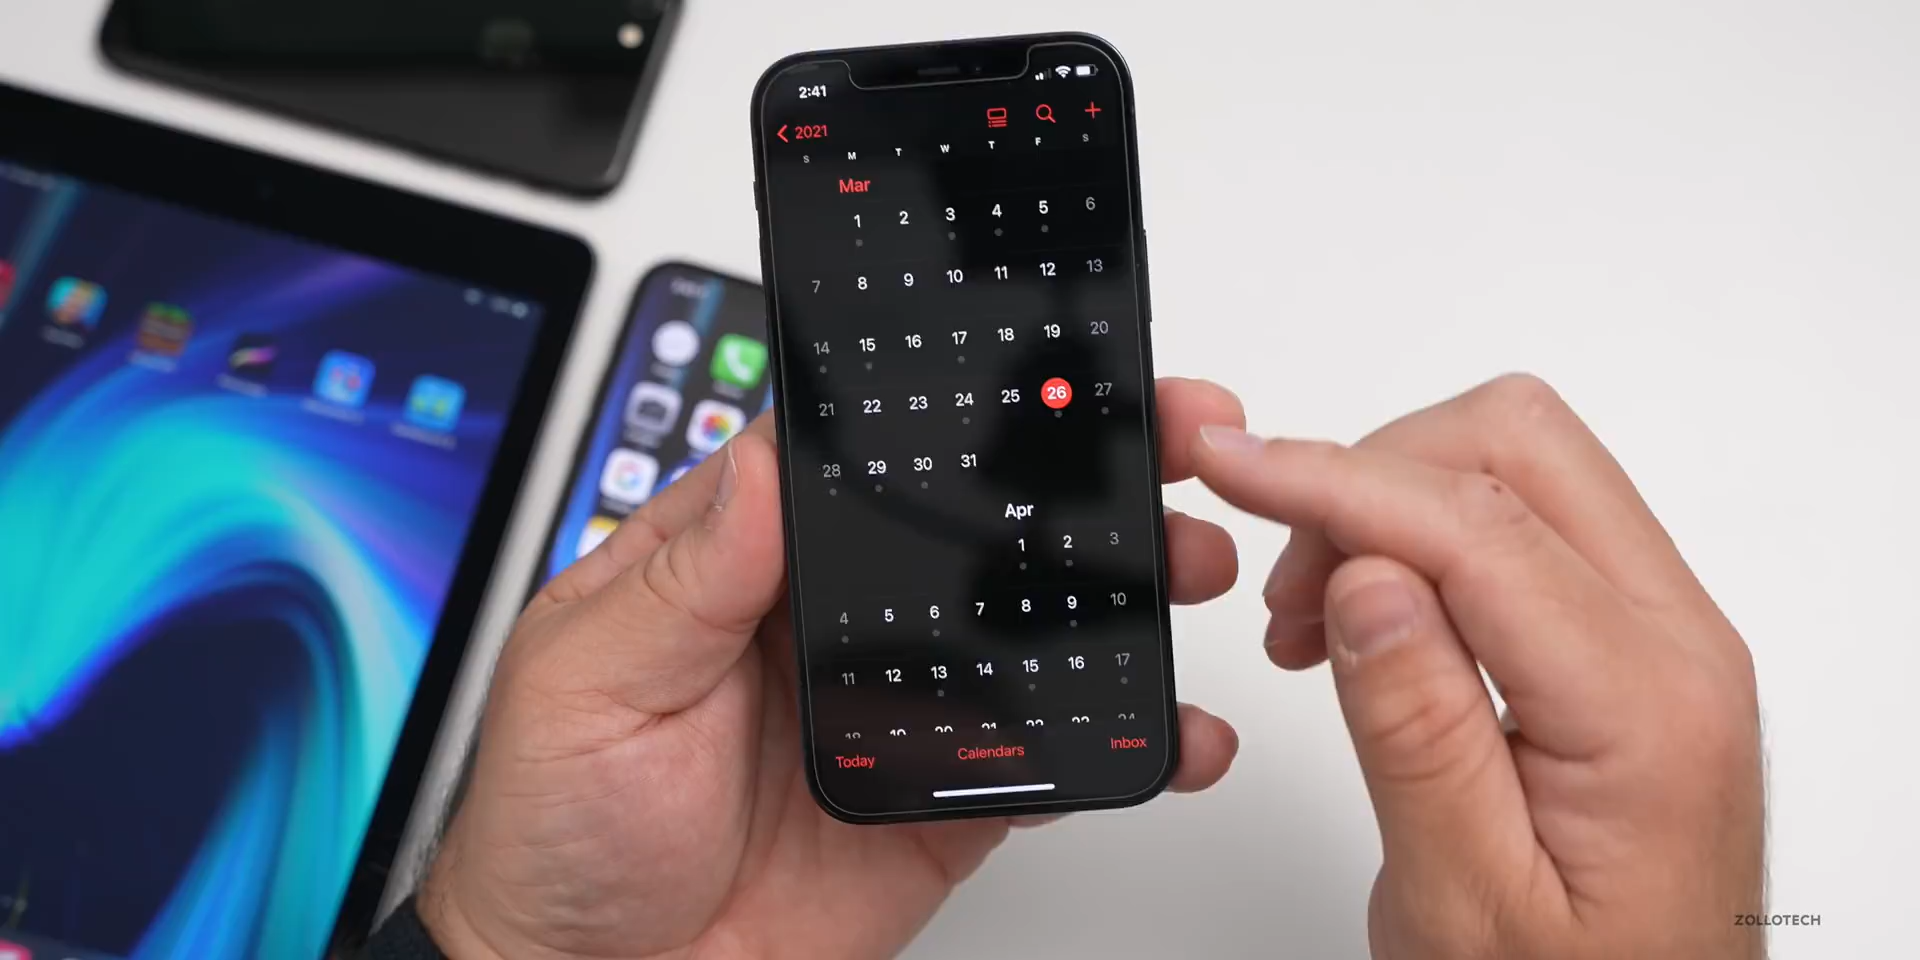 2:41
2021
S M T W T F S
Mar
1 2 3 4 5 6
7 8 9 10 11 12 13
14 15 16 17 18 19 20
21 22 23 24 25 26 27
28 29 30 31
Apr
1 2 3
4 5 6 7 8 9 10
11 12 13 14 15 16 17
Today Calendars Inbox
ZOLLOTECH